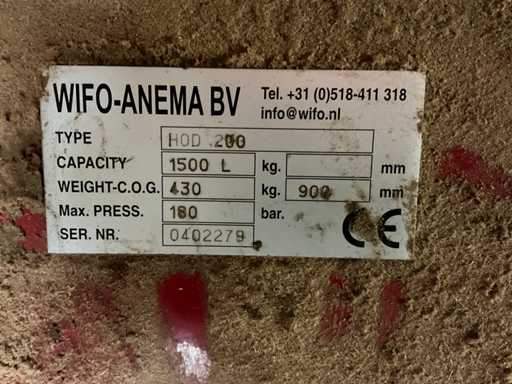 WIFO-ANEMA BV
Tel. +31 (0)518-411 318
info@wifo.nl
TYPE HOD 200
CAPACITY 1500 L kg. mm
WEIGHT-C.O.G. 430 kg. 900 mm
Max. PRESS. 180 bar.
SER. NR. 0402279
CE